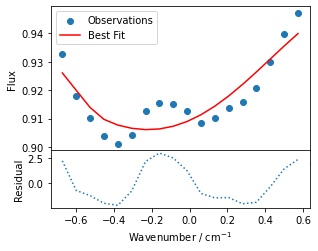 Observations
Best Fit
Flux
0.94
0.93
0.92
0.91
0.90
Residual
2.5
0.0
−0.6 −0.4 −0.2 0.0 0.2 0.4 0.6
Wavenumber / cm⁻¹